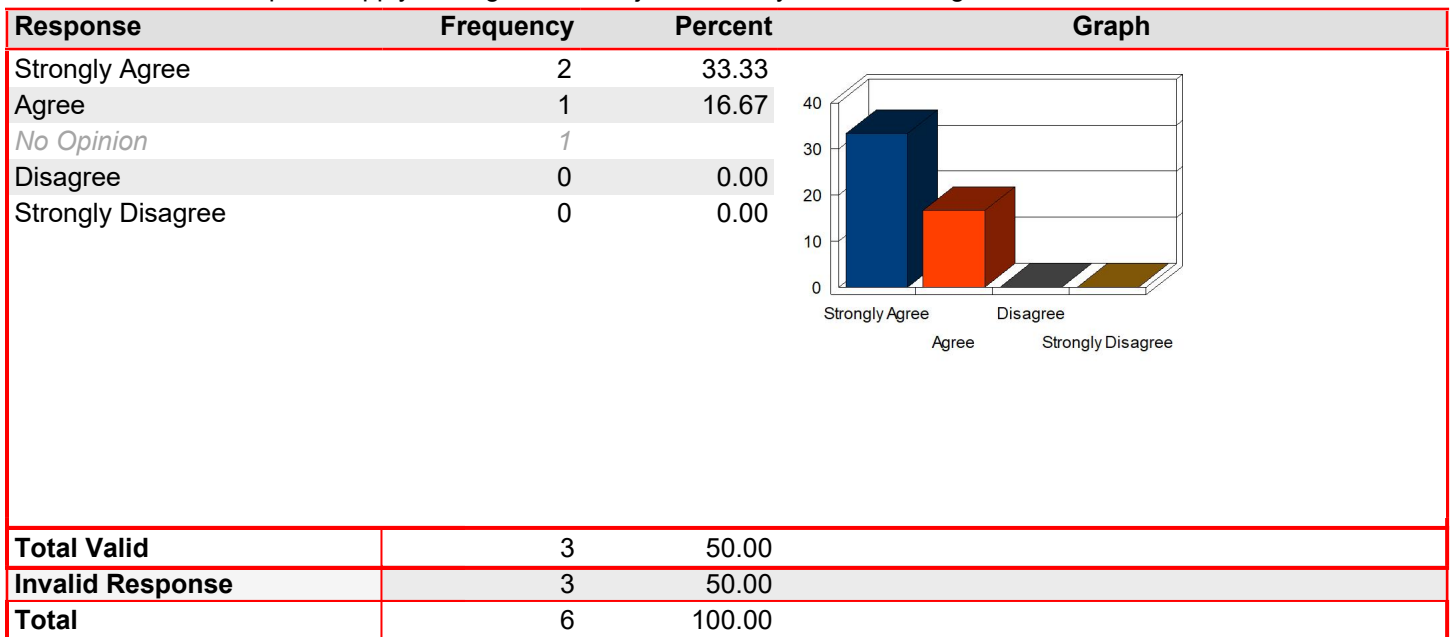 Response Frequency Percent Graph
Strongly Agree 2 33.33
Agree 1 16.67
No Opinion 1
Disagree 0 0.00
Strongly Disagree 0 0.00
40
30
20
10
0
Strongly Agree Disagree
Agree Strongly Disagree
Total Valid 3 50.00
Invalid Response 3 50.00
Total 6 100.00